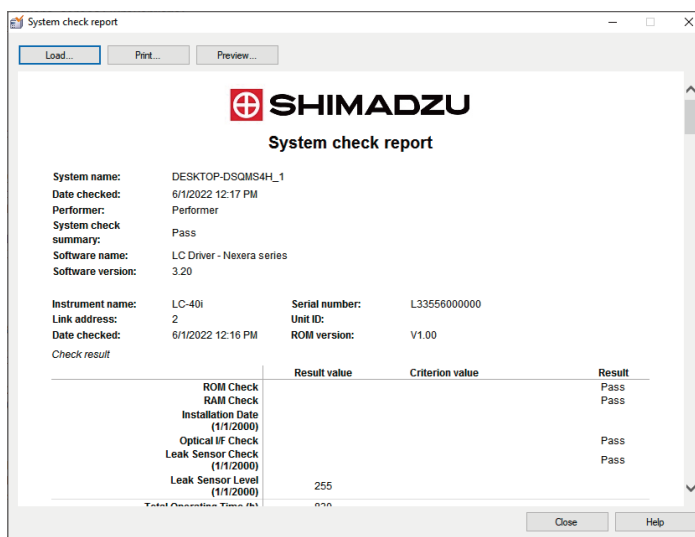 System check report
Load... Print... Preview...
SHIMADZU
System check report
System name: DESKTOP-DSQMS4H_1
Date checked: 6/1/2022 12:17 PM
Performer: Performer
System check
summary: Pass
Software name: LC Driver - Nexera series
Software version: 3.20
Instrument name: LC-40i Serial number: L33556000000
Link address: 2 Unit ID:
Date checked: 6/1/2022 12:16 PM ROM version: V1.00
Check result
Result value Criterion value Result
ROM Check Pass
RAM Check Pass
Installation Date
(1/1/2000)
Optical I/F Check Pass
Leak Sensor Check
(1/1/2000) Pass
Leak Sensor Level
(1/1/2000) 255
Total Operating Time (h)
Close Help